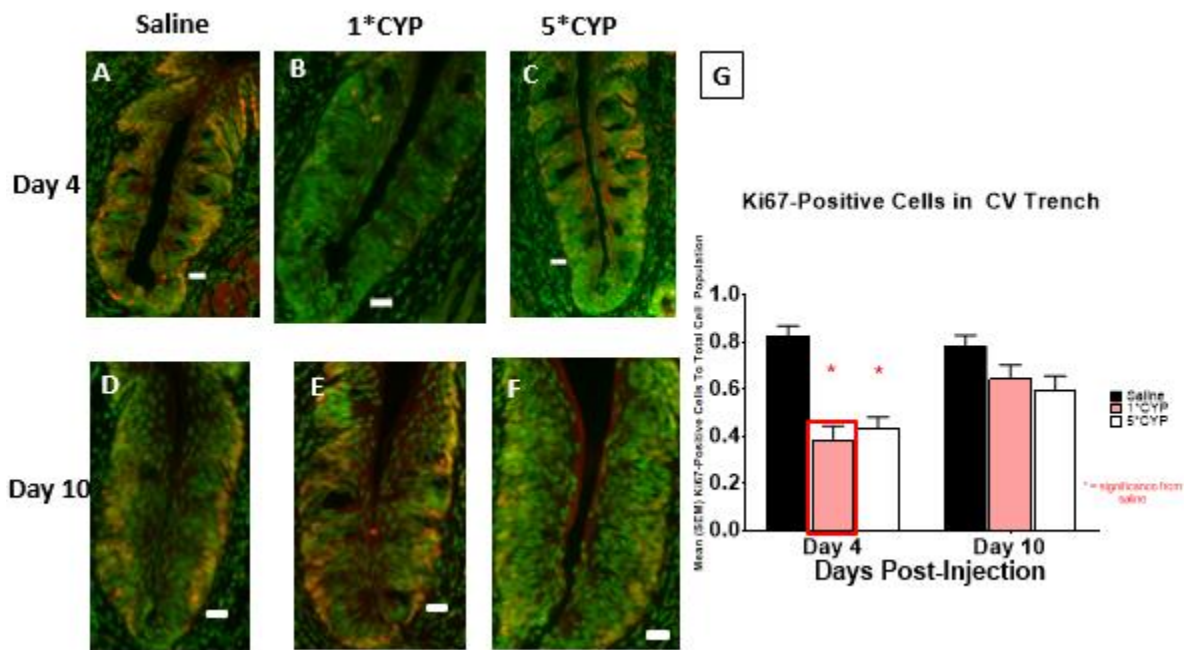 Saline
1*CYP
5*CYP
A
B
C
G
Day 4
Ki67-Positive Cells in CV Trench
Mean (SEM) Ki67-Positive Cells To Total Cell Population
1.0
0.8
0.6
0.4
0.2
0.0
*
*
Saline
1*CYP
5*CYP
* = significance from
saline
Day 4
Day 10
Days Post-Injection
Day 10
D
E
F